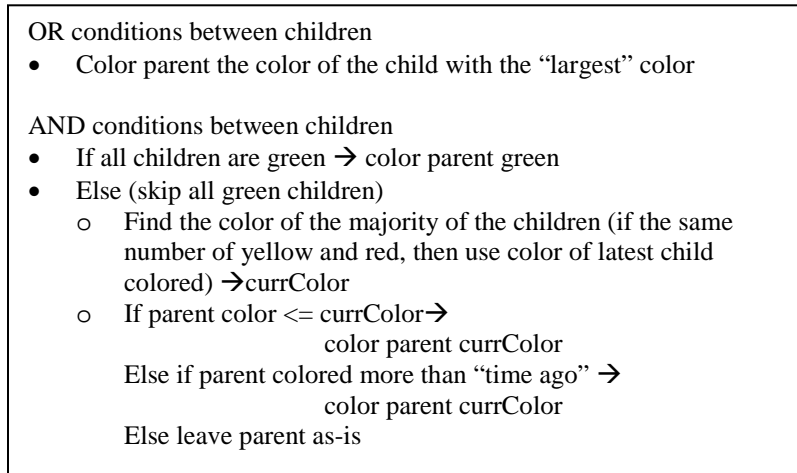 OR conditions between children
• Color parent the color of the child with the “largest” color
AND conditions between children
• If all children are green → color parent green
• Else (skip all green children)
o Find the color of the majority of the children (if the same
number of yellow and red, then use color of latest child
colored) →currColor
o If parent color <= currColor→
color parent currColor
Else if parent colored more than “time ago” →
color parent currColor
Else leave parent as-is